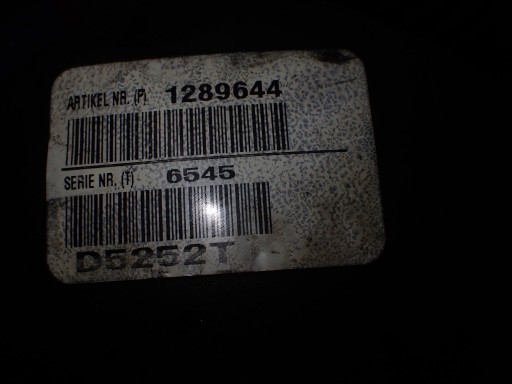 ARTIKEL NR. (P) 1289644
SERIE NR. (T) 6545
D5252T